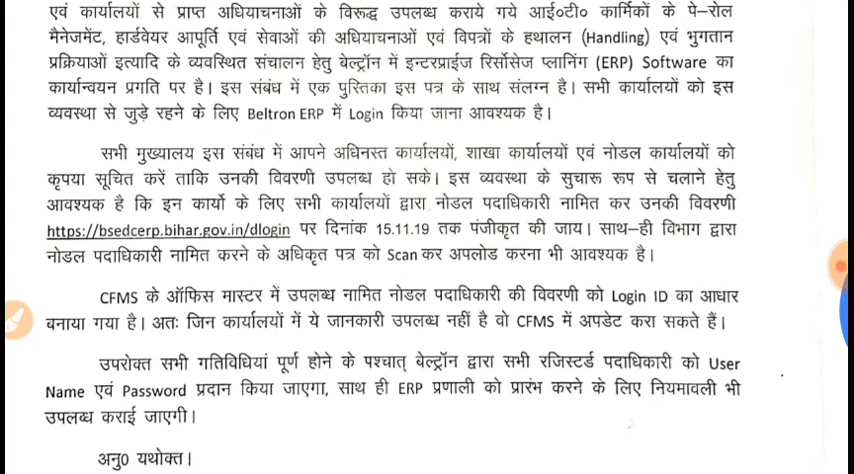 एवं कार्यालयों से प्राप्त अधियाचनाओं के विरूद्ध उपलब्ध कराये गये आई०टी० कार्मिकों के पे–रोल
मैनेजमेंट, हार्डवेयर आपूर्ति एवं सेवाओं की अधियाचनाओं एवं विपत्रों के हथालन (Handling) एवं भुगतान
प्रक्रियाओं इत्यादि के व्यवस्थित संचालन हेतु बेल्ट्रॉन में इन्टरप्राईज रिर्सोसेज प्लानिंग (ERP) Software का
कार्यान्वयन प्रगति पर है। इस संबंध में एक पुस्तिका इस पत्र के साथ संलग्न है। सभी कार्यालयों को इस
व्यवस्था से जुड़े रहने के लिए Beltron ERP में Login किया जाना आवश्यक है।
सभी मुख्यालय इस संबंध में आपने अधिनस्त कार्यालयों, शाखा कार्यालयों एवं नोडल कार्यालयों को
कृपया सूचित करें ताकि उनकी विवरणी उपलब्ध हो सके। इस व्यवस्था के सुचारू रूप से चलाने हेतु
आवश्यक है कि इन कार्यो के लिए सभी कार्यालयों द्वारा नोडल पदाधिकारी नामित कर उनकी विवरणी
https://bsedcerp.bihar.gov.in/dlogin पर दिनांक 15.11.19 तक पंजीकृत की जाय। साथ–ही विभाग द्वारा
नोडल पदाधिकारी नामित करने के अधिकृत पत्र को Scan कर अपलोड करना भी आवश्यक है।
CFMS के ऑफिस मास्टर में उपलब्ध नामित नोडल पदाधिकारी की विवरणी को Login ID का आधार
बनाया गया है। अतः जिन कार्यालयों में ये जानकारी उपलब्ध नहीं है वो CFMS में अपडेट करा सकते हैं।
उपरोक्त सभी गतिविधियां पूर्ण होने के पश्चात् बेल्ट्रॉन द्वारा सभी रजिस्टर्ड पदाधिकारी को User
Name एवं Password प्रदान किया जाएगा, साथ ही ERP प्रणाली को प्रारंभ करने के लिए नियमावली भी
उपलब्ध कराई जाएगी।
अनु0 यथोक्त।